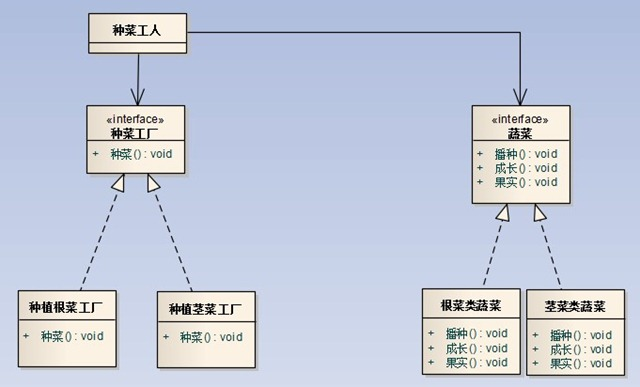 种菜工人
«interface»
种菜工厂
+ 种菜() : void
«interface»
蔬菜
+ 播种() : void
+ 成长() : void
+ 果实() : void
种植根菜工厂
+ 种菜() : void
种植茎菜工厂
+ 种菜() : void
根菜类蔬菜
+ 播种() : void
+ 成长() : void
+ 果实() : void
茎菜类蔬菜
+ 播种() : void
+ 成长() : void
+ 果实() : void